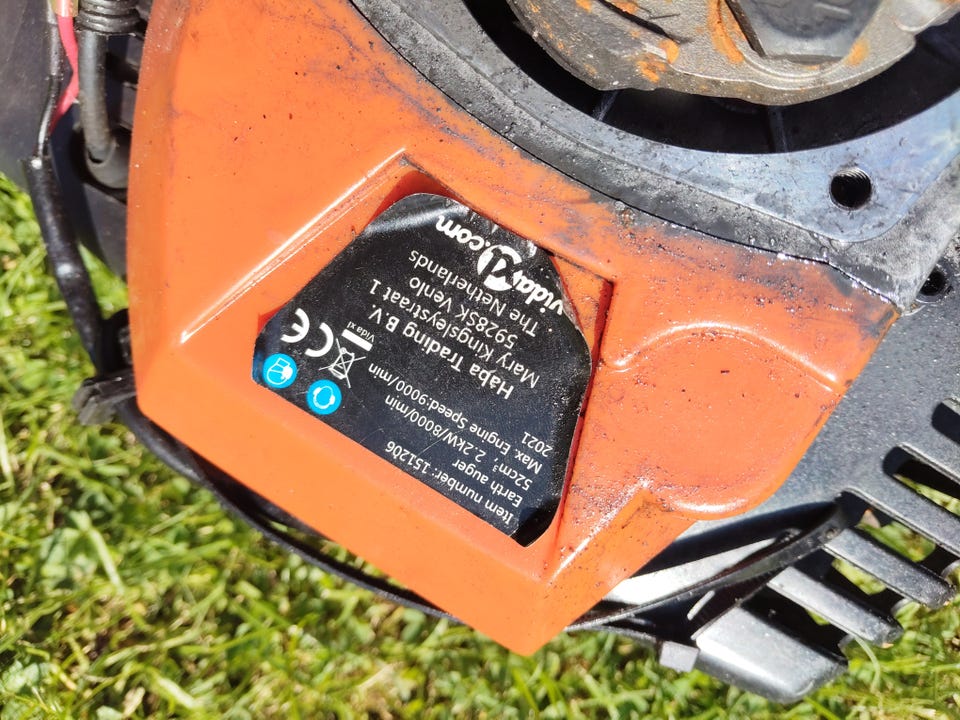 Item number: 151206
Earth auger
52cm³, 2.2kW/8000/min
Max. Engine Speed:9000/min
2021
Vida xl
Haba Trading B.V.
Mary Kingsleystraat 1
5928SK Venlo
The Netherlands
vidaXL.com